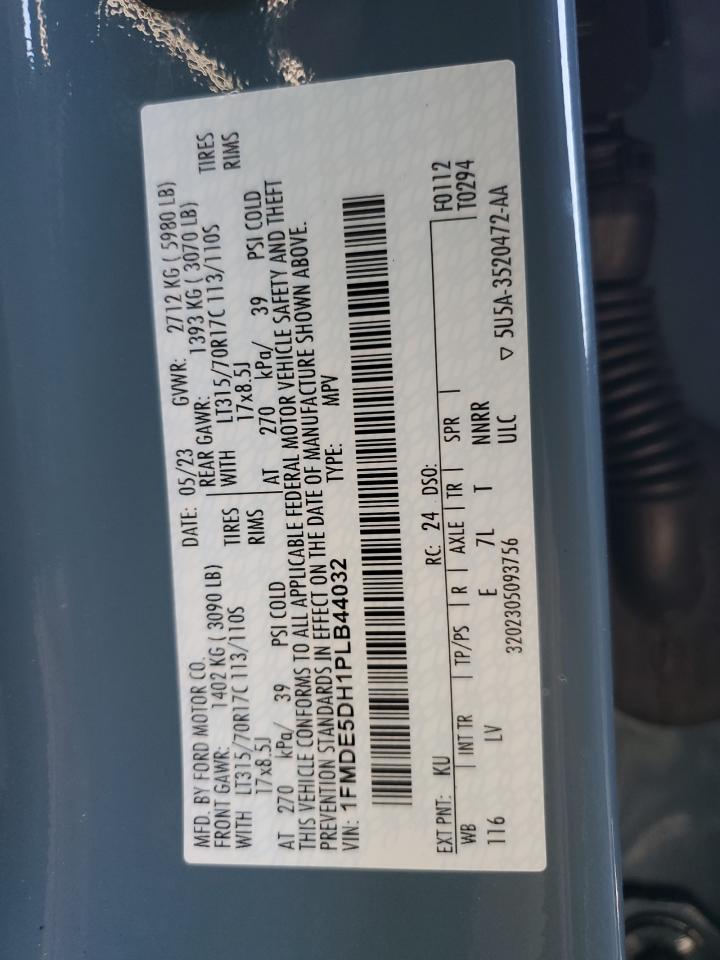 MFD. BY FORD MOTOR CO. DATE: 05/23 GVWR: 2712 KG ( 5980 LB)
FRONT GAWR: 1402 KG ( 3090 LB) REAR GAWR: 1393 KG ( 3070 LB)
WITH LT315/70R17C 113/110S TIRES WITH LT315/70R17C 113/110S TIRES
17x8.5J RIMS 17x8.5J RIMS
AT 270 kPa/ 39 PSI COLD AT 270 kPa/ 39 PSI COLD
THIS VEHICLE CONFORMS TO ALL APPLICABLE FEDERAL MOTOR VEHICLE SAFETY AND THEFT
PREVENTION STANDARDS IN EFFECT ON THE DATE OF MANUFACTURE SHOWN ABOVE.
VIN: 1FMDE5DH1PLB44032 TYPE: MPV
EXT PNT: KU RC: 24 DSO: F0112
WB INT TR TP/PS R AXLE TR SPR T0294
116 LV E 7L T NNRR
3202305093756 ULC ▽ 5U5A-3520472-AA